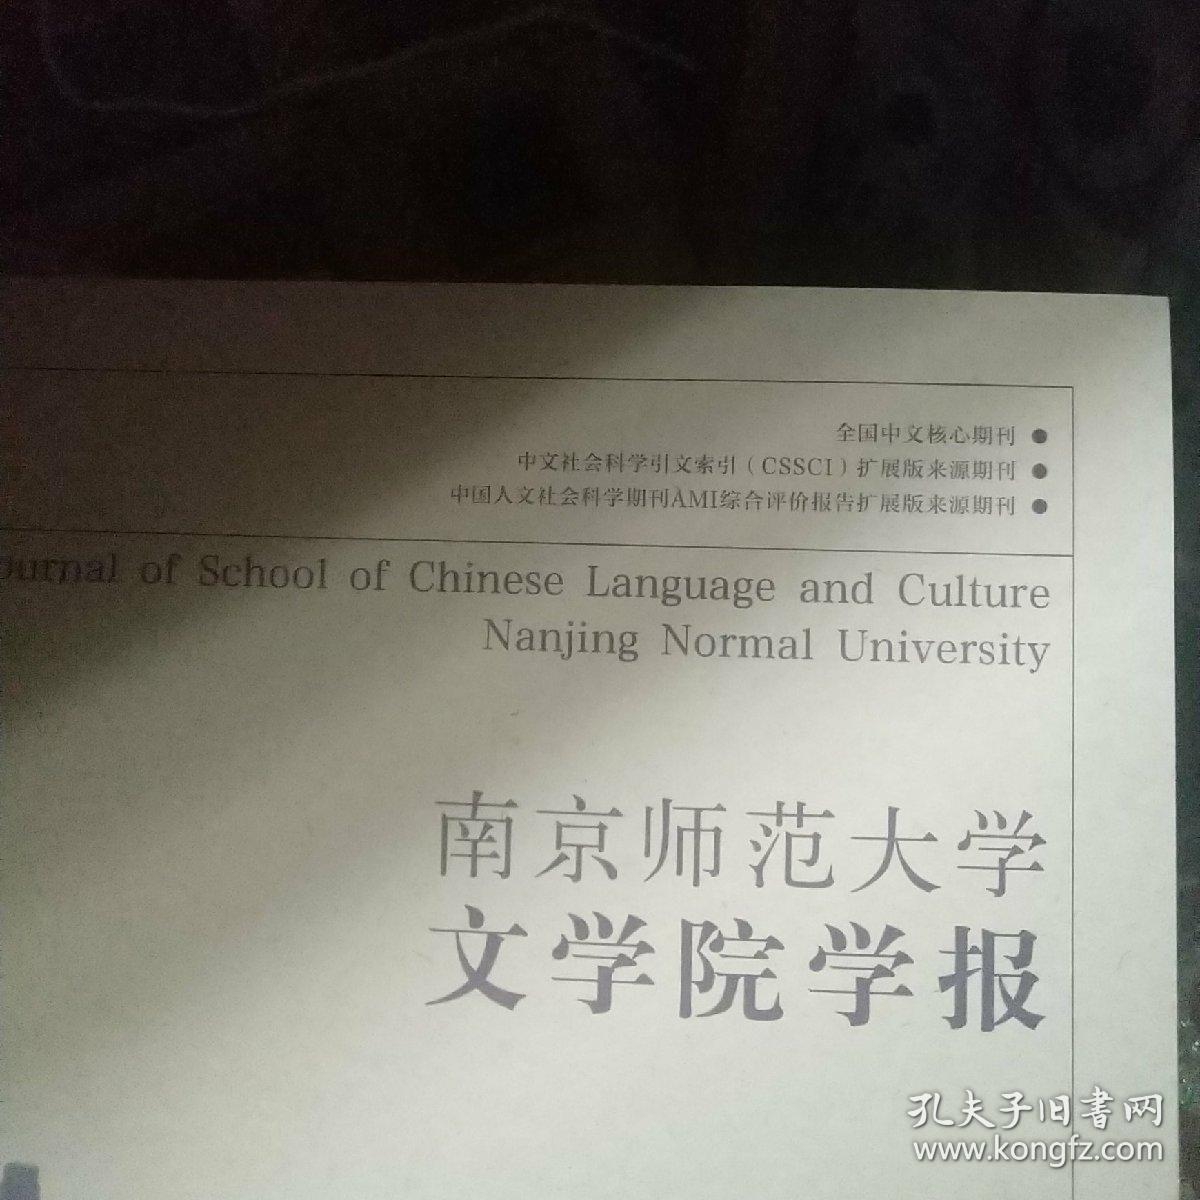 全国中文核心期刊 ●
中文社会科学引文索引（CSSCI）扩展版来源期刊 ●
中国人文社会科学期刊AMI综合评价报告扩展版来源期刊 ●
ournal of School of Chinese Language and Culture
Nanjing Normal University
南京师范大学
文学院学报
孔夫子旧书网
www.kongfz.com